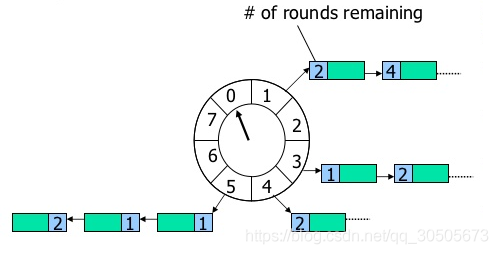 # of rounds remaining
2 4
0 1
7 2
6 3
5 4
1 2
2 1 1
2
https://blog.csdn.net/qq_30505673